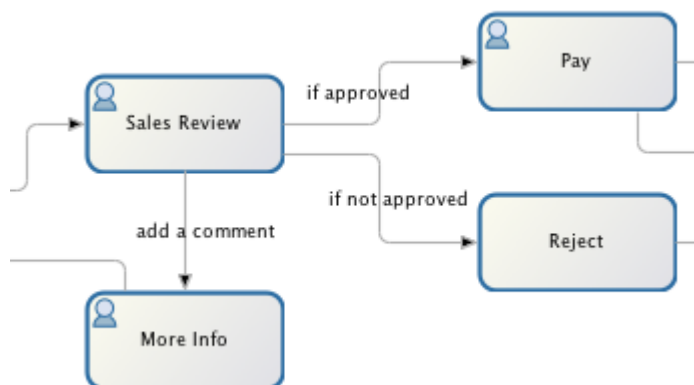 Pay
if approved
Sales Review
if not approved
add a comment
Reject
More Info